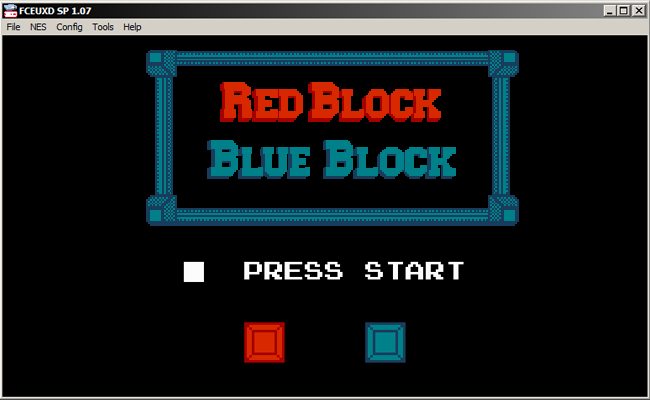 FCEUXD SP 1.07
File NES Config Tools Help
RED BLOCK
BLUE BLOCK
PRESS START